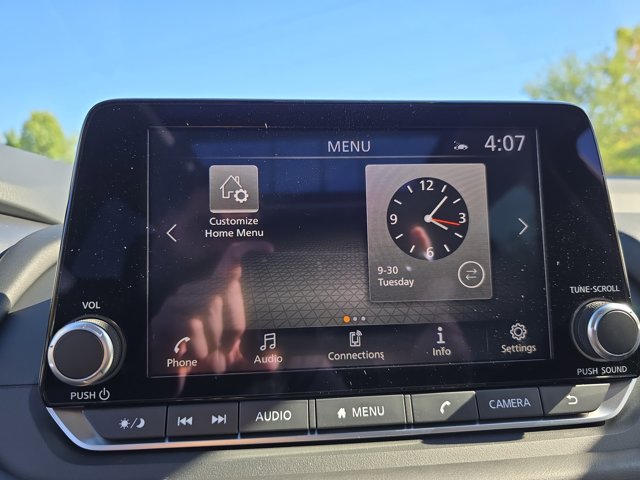 MENU
4:07
Customize
Home Menu
12
9
3
6
9-30
Tuesday
Phone
Audio
Connections
Info
Settings
VOL
PUSH
TUNE-SCROLL
PUSH SOUND
AUDIO
MENU
CAMERA